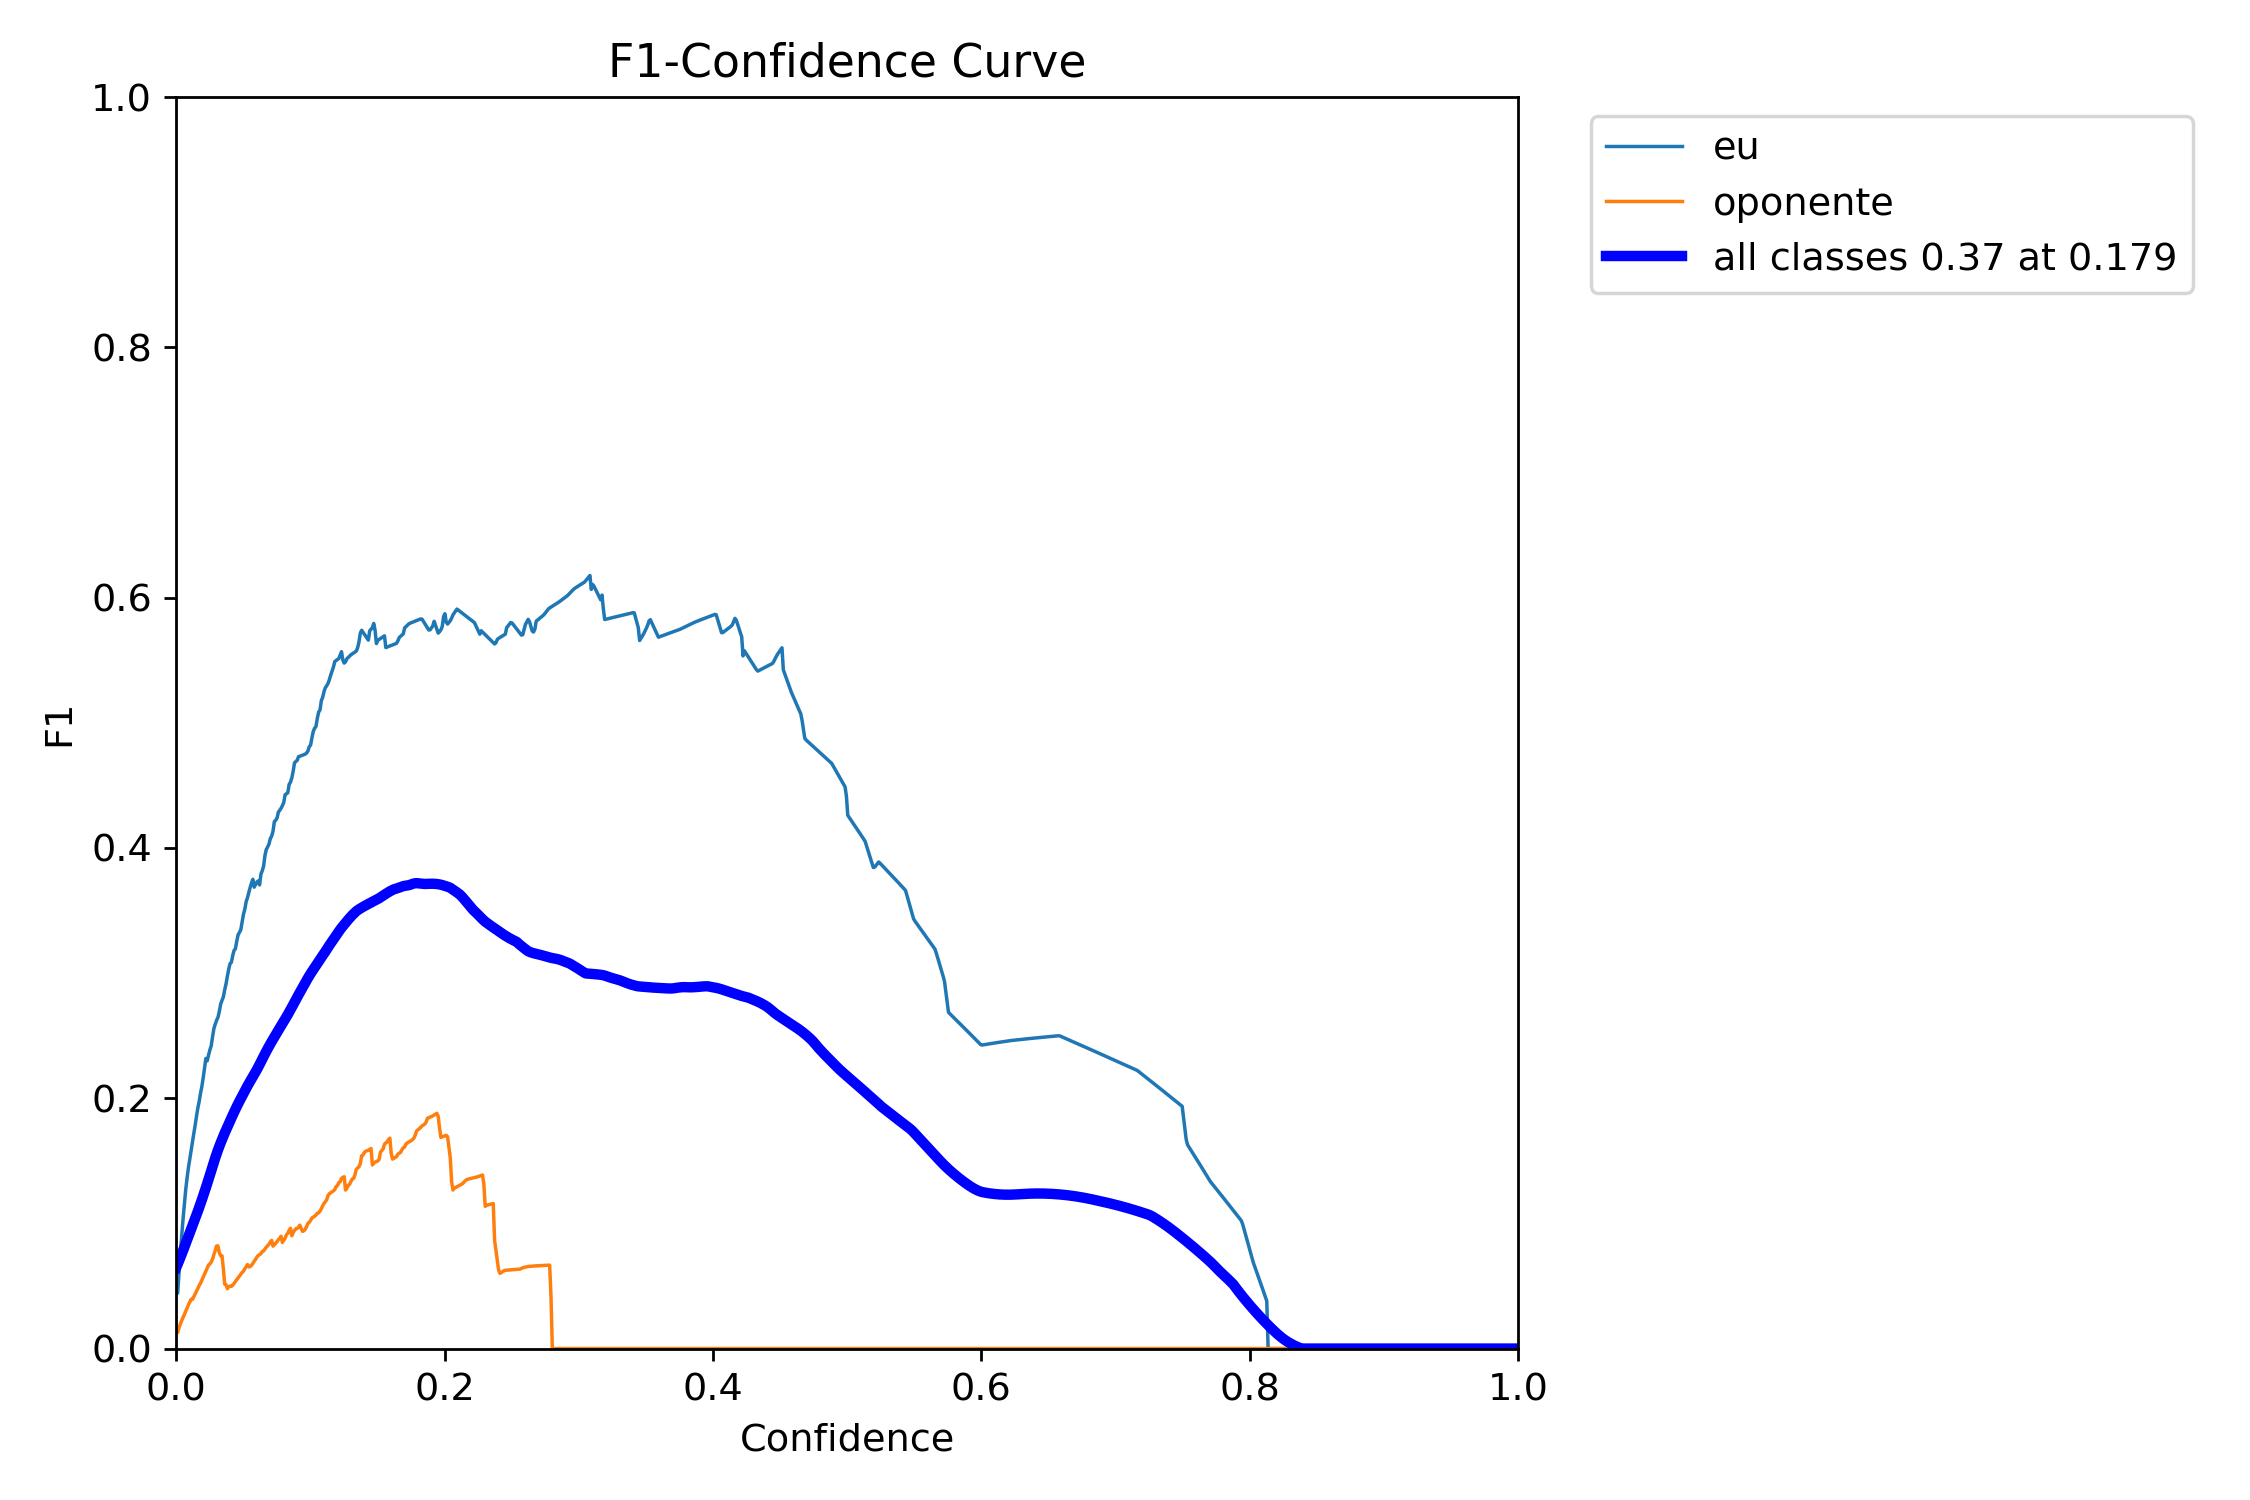 F1-Confidence Curve
1.0
0.8
0.6
0.4
0.2
0.0
F1
0.0 0.2 0.4 0.6 0.8 1.0
Confidence
eu
oponente
all classes 0.37 at 0.179